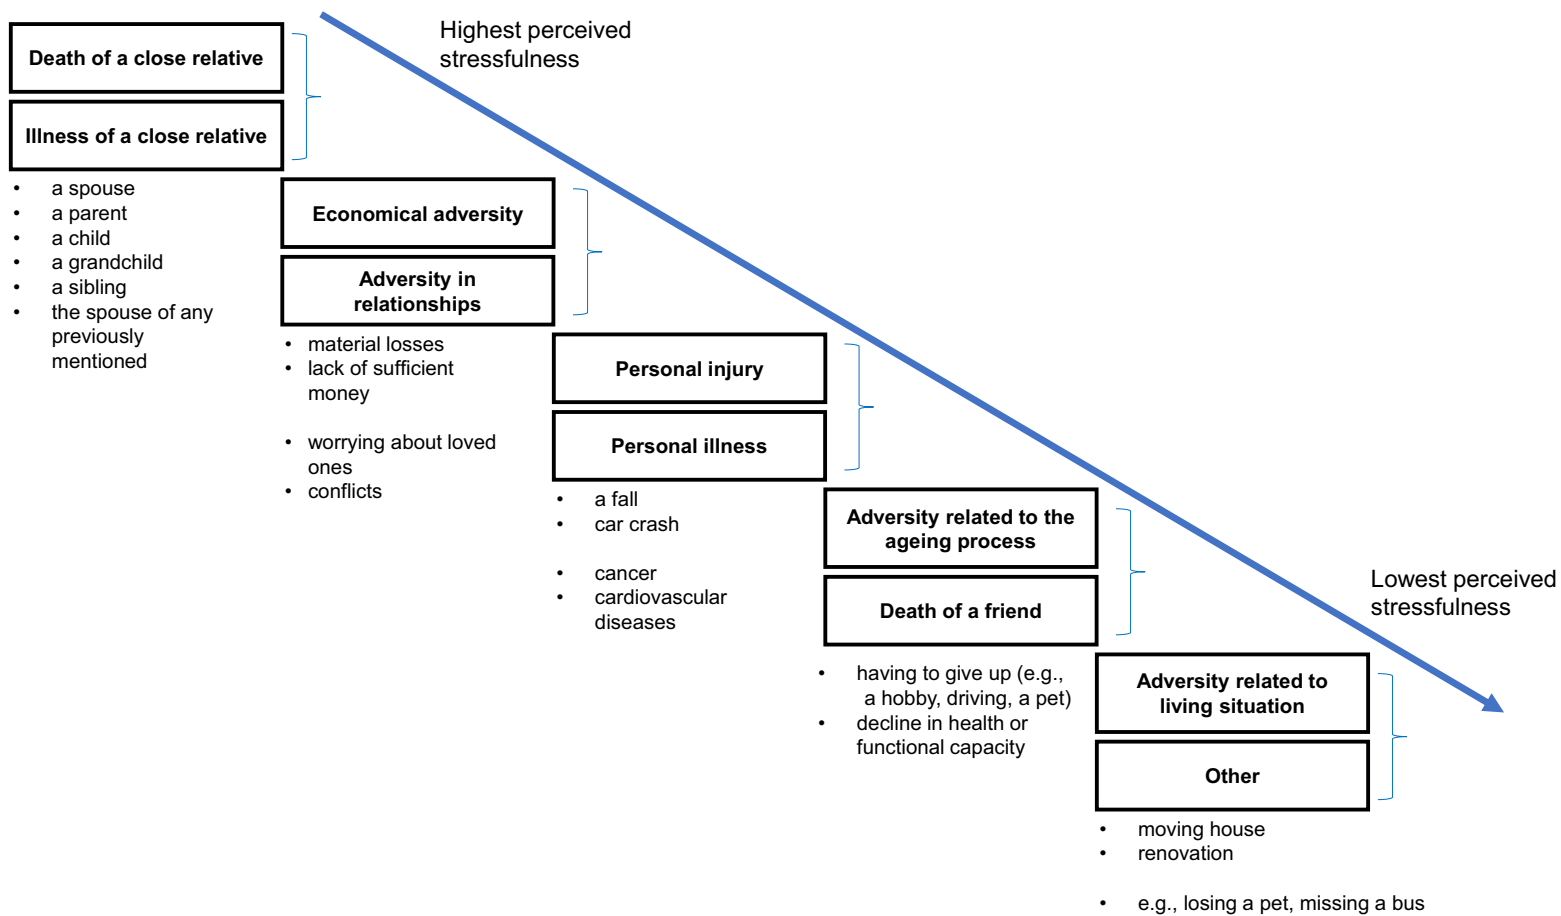 Highest perceived
stressfulness
Death of a close relative
Illness of a close relative
• a spouse
• a parent
• a child
• a grandchild
• a sibling
• the spouse of any
previously
mentioned
Economical adversity
Adversity in
relationships
• material losses
• lack of sufficient
money
• worrying about loved
ones
• conflicts
Personal injury
Personal illness
• a fall
• car crash
• cancer
• cardiovascular
diseases
Adversity related to the
ageing process
Death of a friend
• having to give up (e.g.,
a hobby, driving, a pet)
• decline in health or
functional capacity
Lowest perceived
stressfulness
Adversity related to
living situation
Other
• moving house
• renovation
• e.g., losing a pet, missing a bus